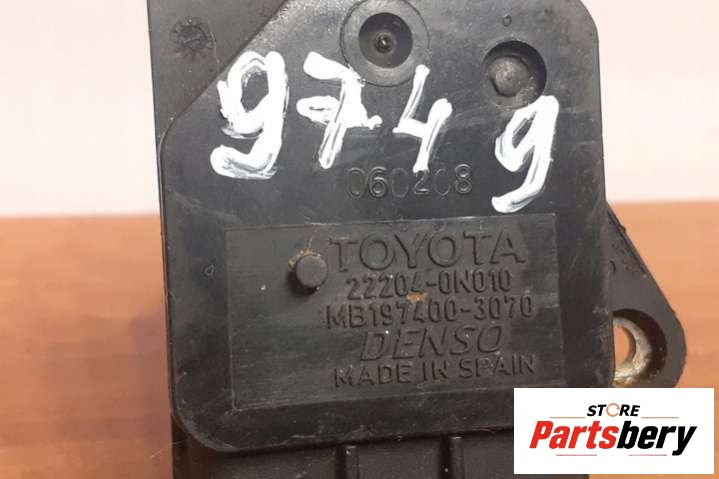 9749
060208
TOYOTA
22204-0N010
MB197400-3070
DENSO
MADE IN SPAIN
STORE
Partsbery